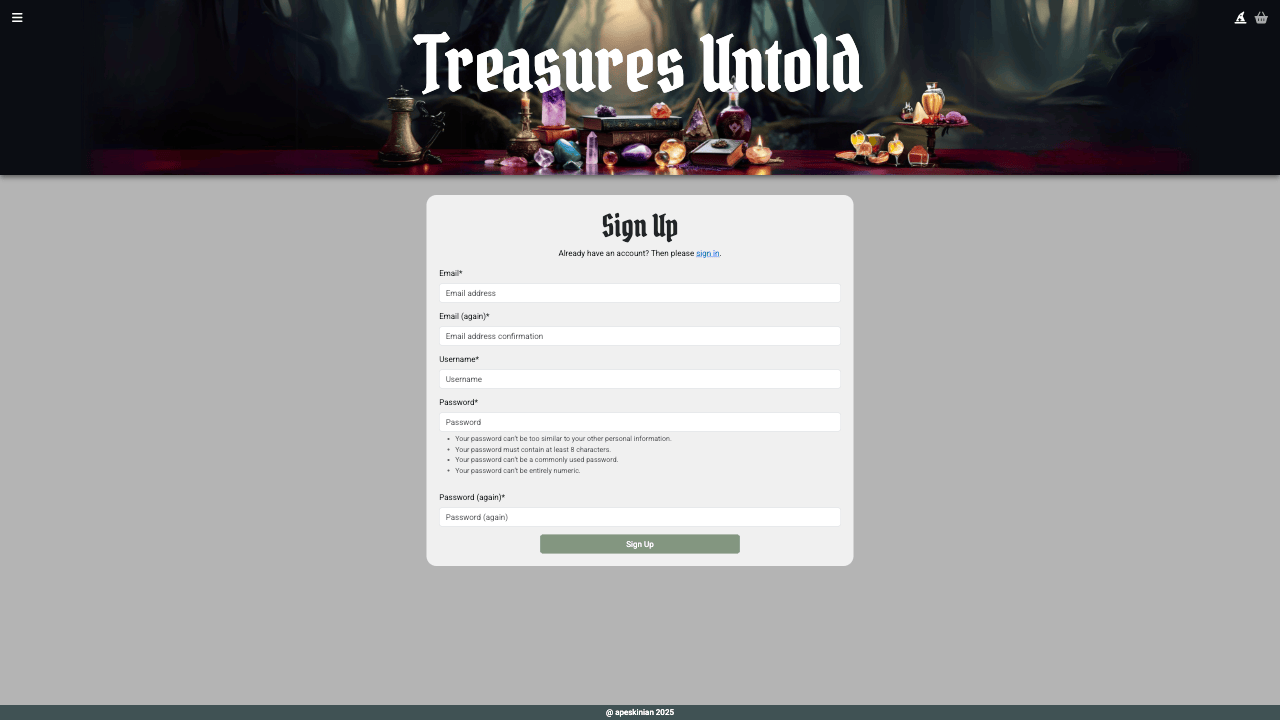 Treasures Untold
Sign Up
Already have an account? Then please sign in.
Email*
Email address
Email (again)*
Email address confirmation
Username*
Username
Password*
Password
• Your password can't be too similar to your other personal information.
• Your password must contain at least 8 characters.
• Your password can't be a commonly used password.
• Your password can't be entirely numeric.
Password (again)*
Password (again)
Sign Up
@ apeskinian 2025